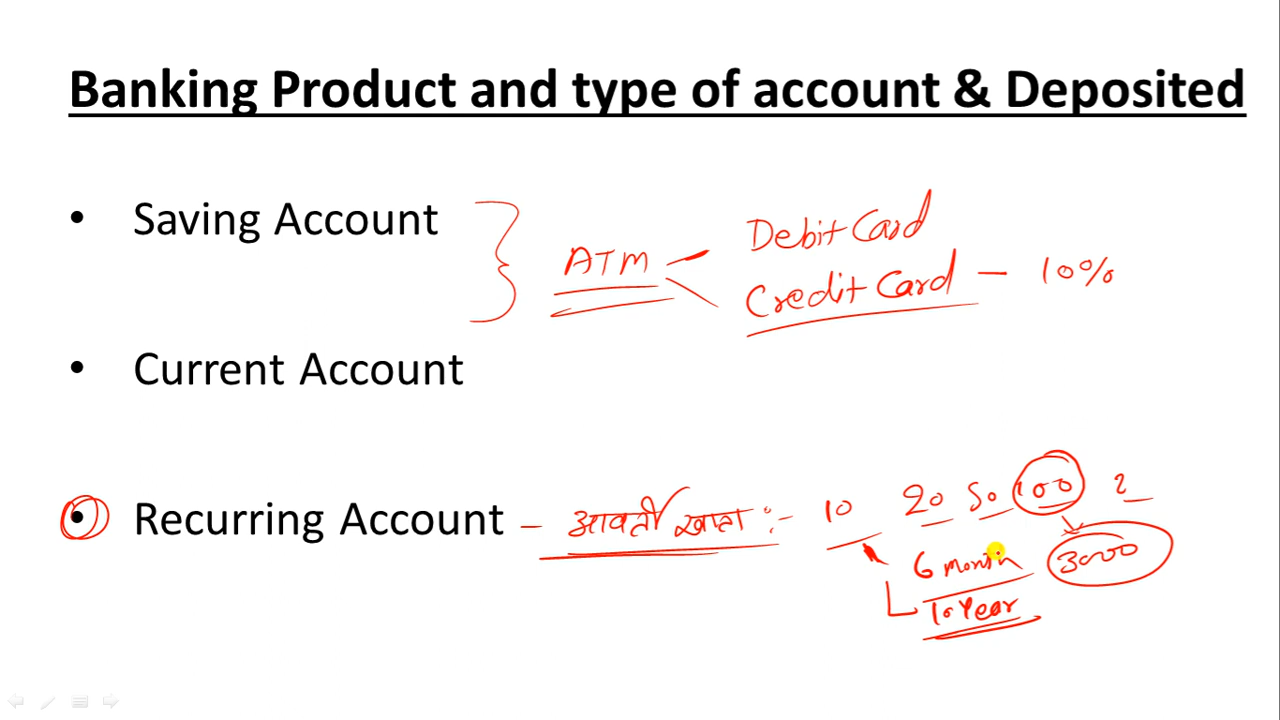 Banking Product and type of account & Deposited
• Saving Account
ATM
Debit Card
Credit Card – 10%
• Current Account
• Recurring Account – आवर्ती खाता :- 10 20 50 100 ?
6 month 3000
10 Year